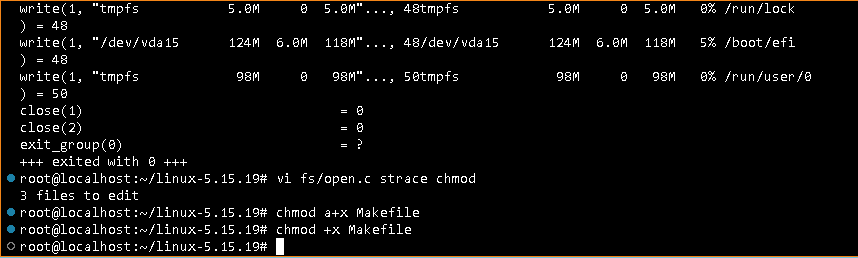 write(1, "tmpfs           5.0M     0  5.0M"..., 48tmpfs           5.0M     0  5.0M   0% /run/lock
) = 48
write(1, "/dev/vda15      124M  6.0M  118M"..., 48/dev/vda15      124M  6.0M  118M   5% /boot/efi
) = 48
write(1, "tmpfs            98M     0   98M"..., 50tmpfs            98M     0   98M   0% /run/user/0
) = 50
close(1)                                = 0
close(2)                                = 0
exit_group(0)                           = ?
+++ exited with 0 +++
root@localhost:~/linux-5.15.19# vi fs/open.c strace chmod
3 files to edit
root@localhost:~/linux-5.15.19# chmod a+x Makefile
root@localhost:~/linux-5.15.19# chmod +x Makefile
root@localhost:~/linux-5.15.19#